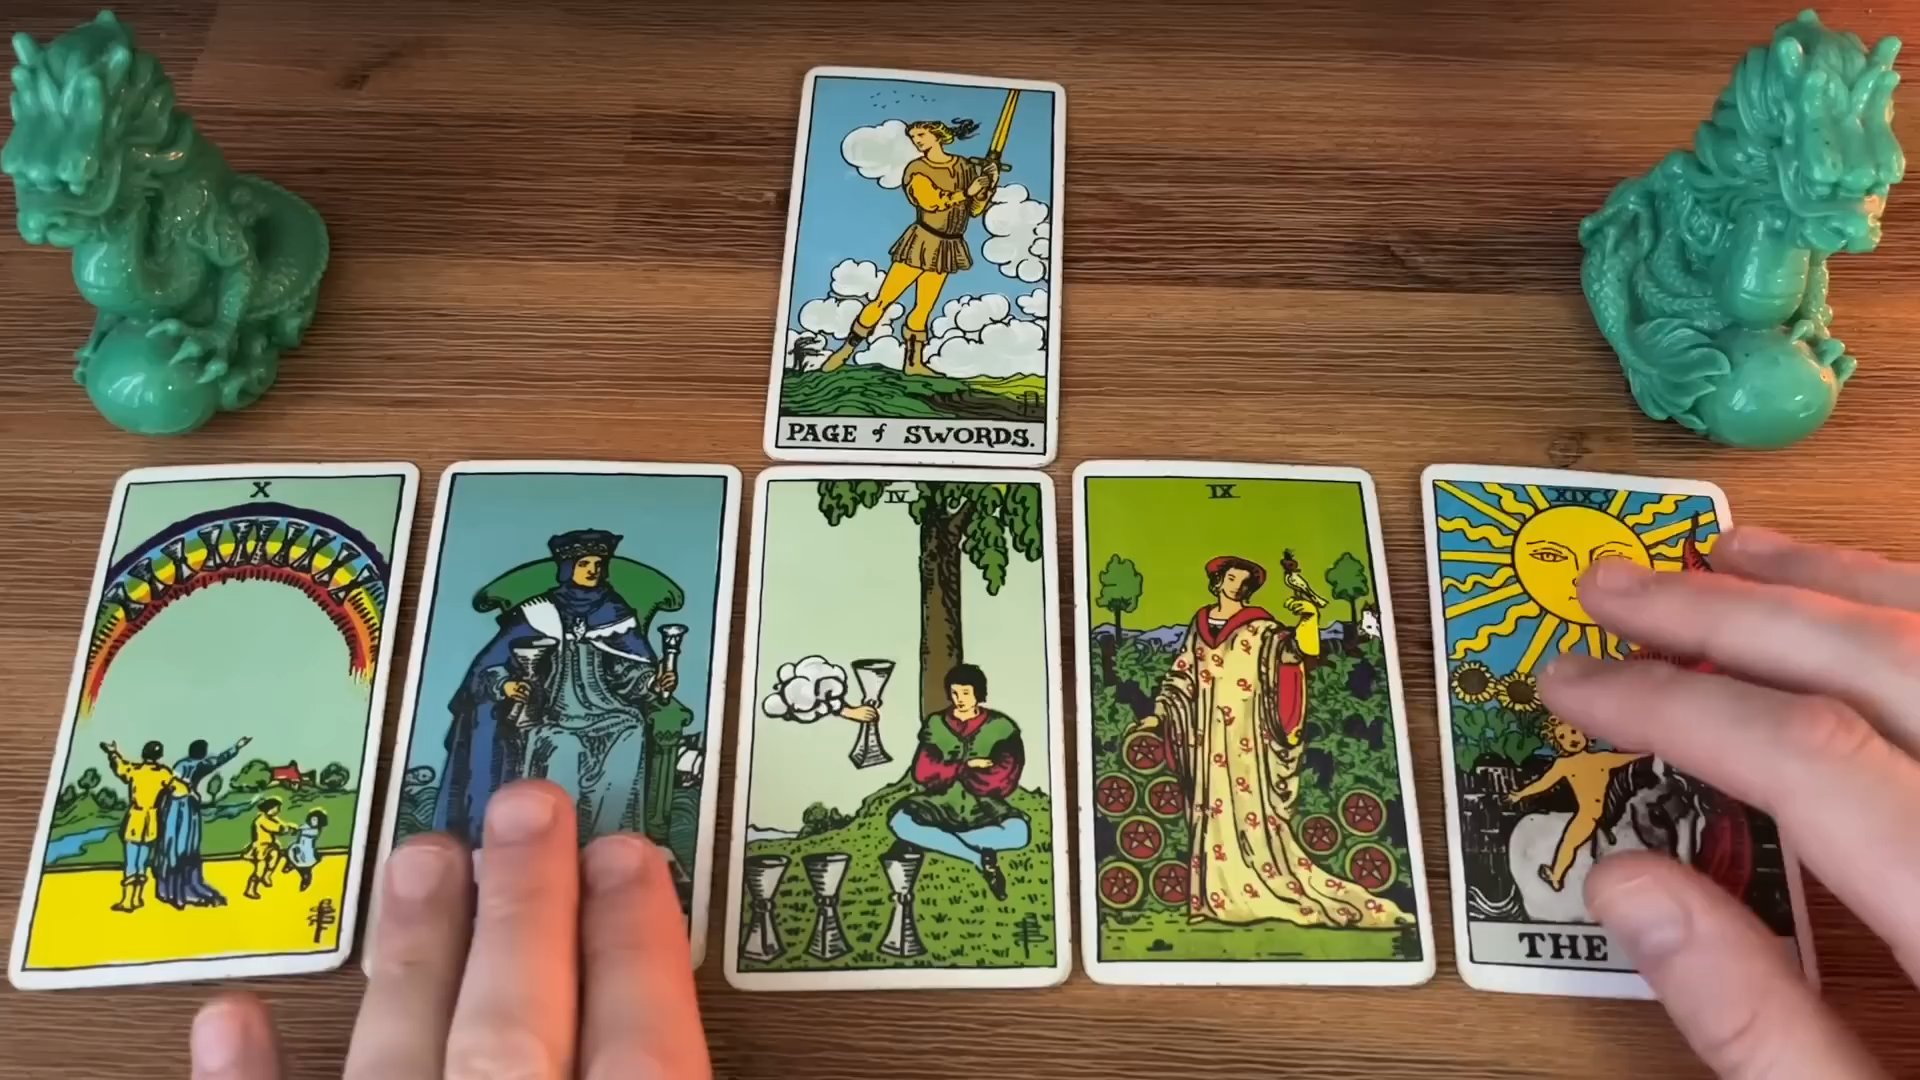 PAGE of SWORDS.
X
IV
IX
XIX
THE